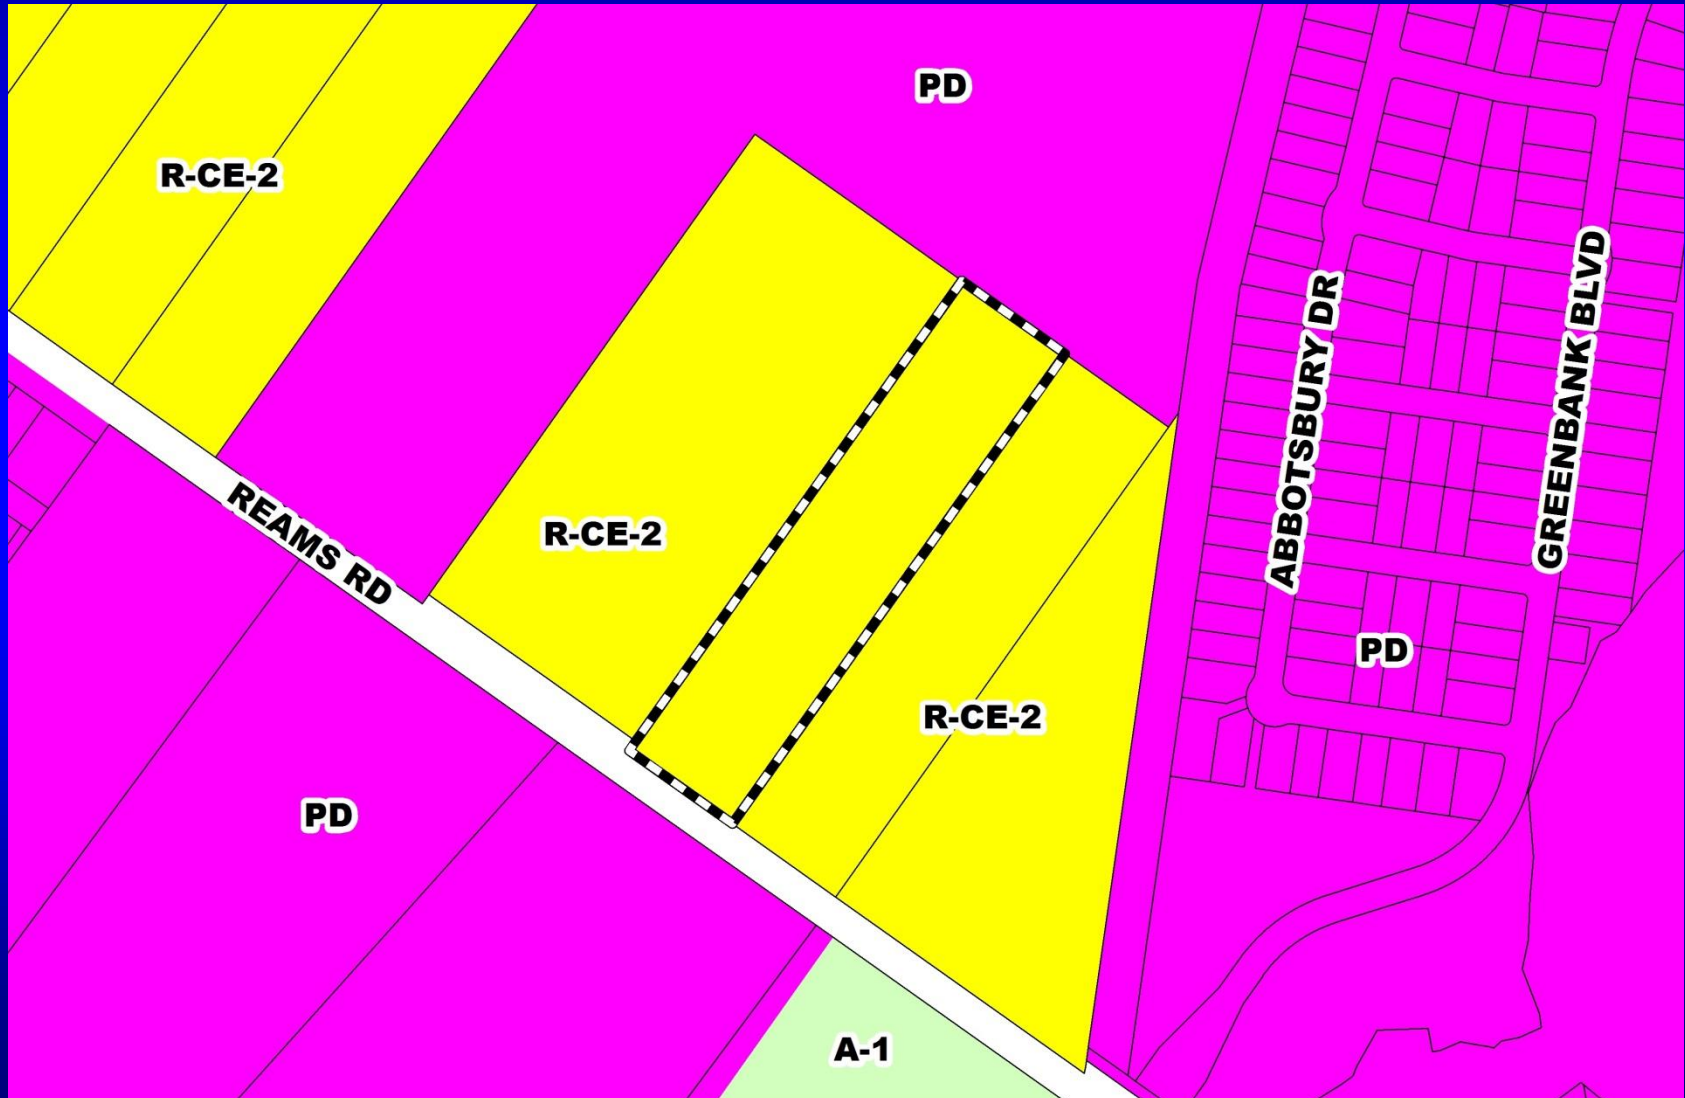 PD
R-CE-2
ABBOTSBURY DR
GREENBANK BLVD
REAMS RD
R-CE-2
PD
R-CE-2
PD
A-1